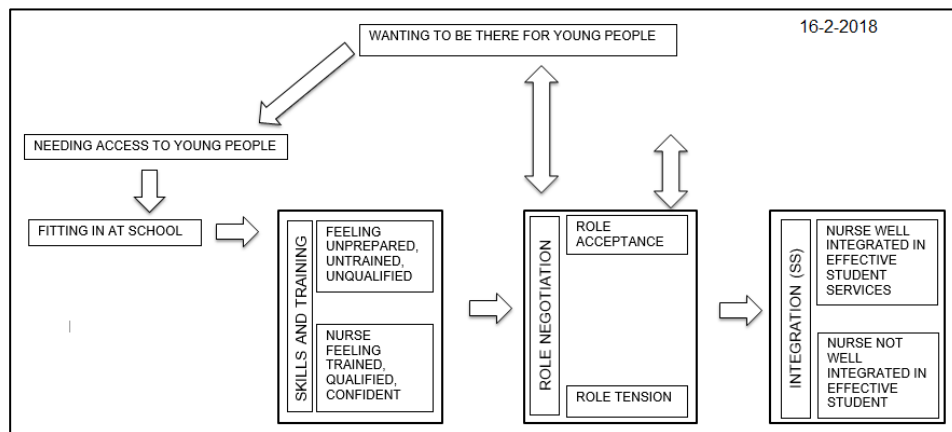 16-2-2018
WANTING TO BE THERE FOR YOUNG PEOPLE
NEEDING ACCESS TO YOUNG PEOPLE
FITTING IN AT SCHOOL
SKILLS AND TRAINING
FEELING
UNPREPARED,
UNTRAINED,
UNQUALIFIED
NURSE
FEELING
TRAINED,
QUALIFIED,
CONFIDENT
ROLE NEGOTIATION
ROLE
ACCEPTANCE
ROLE TENSION
INTEGRATION (SS)
NURSE WELL
INTEGRATED IN
EFFECTIVE
STUDENT
SERVICES
NURSE NOT
WELL
INTEGRATED IN
EFFECTIVE
STUDENT